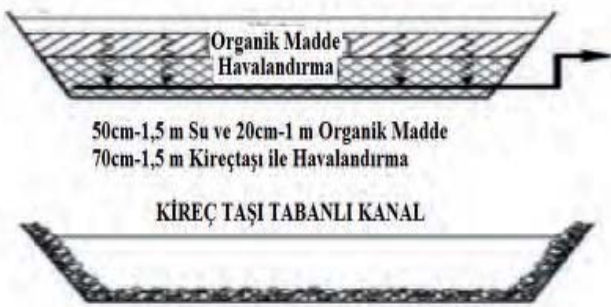 Organik Madde
Havalandırma
50cm-1,5 m Su ve 20cm-1 m Organik Madde
70cm-1,5 m Kireçtaşı ile Havalandırma
KİREÇ TAŞI TABANLI KANAL